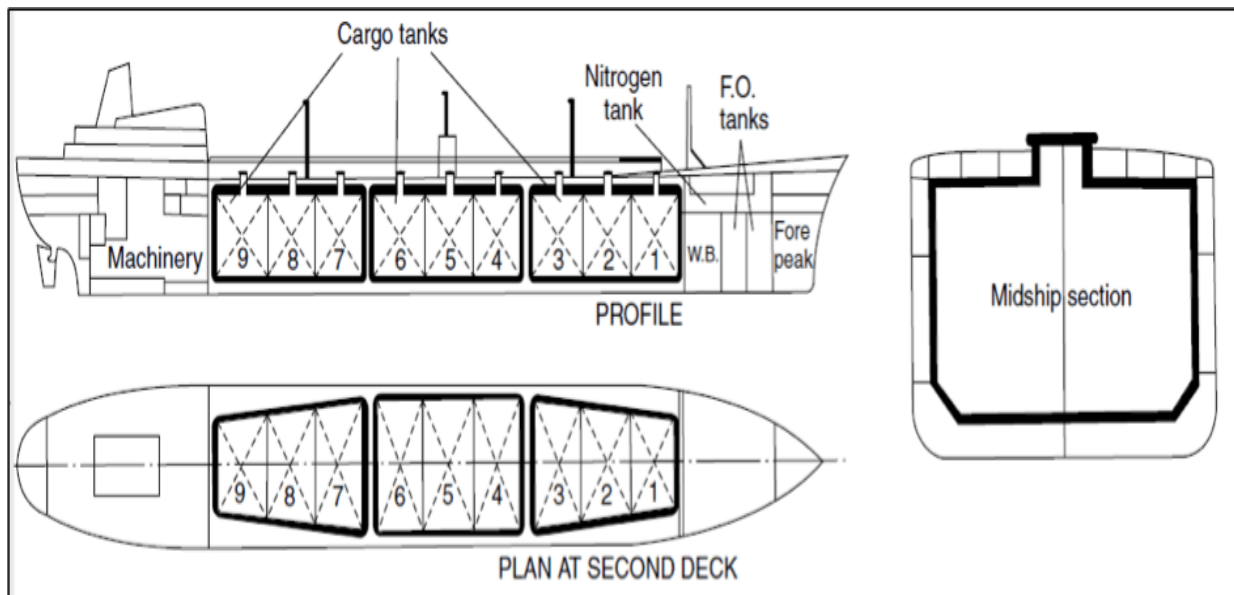 Cargo tanks
Nitrogen
tank
F.O.
tanks
Machinery
9 8 7 6 5 4 3 2 1
W.B.
Fore
peak
PROFILE
Midship section
9 8 7 6 5 4 3 2 1
PLAN AT SECOND DECK